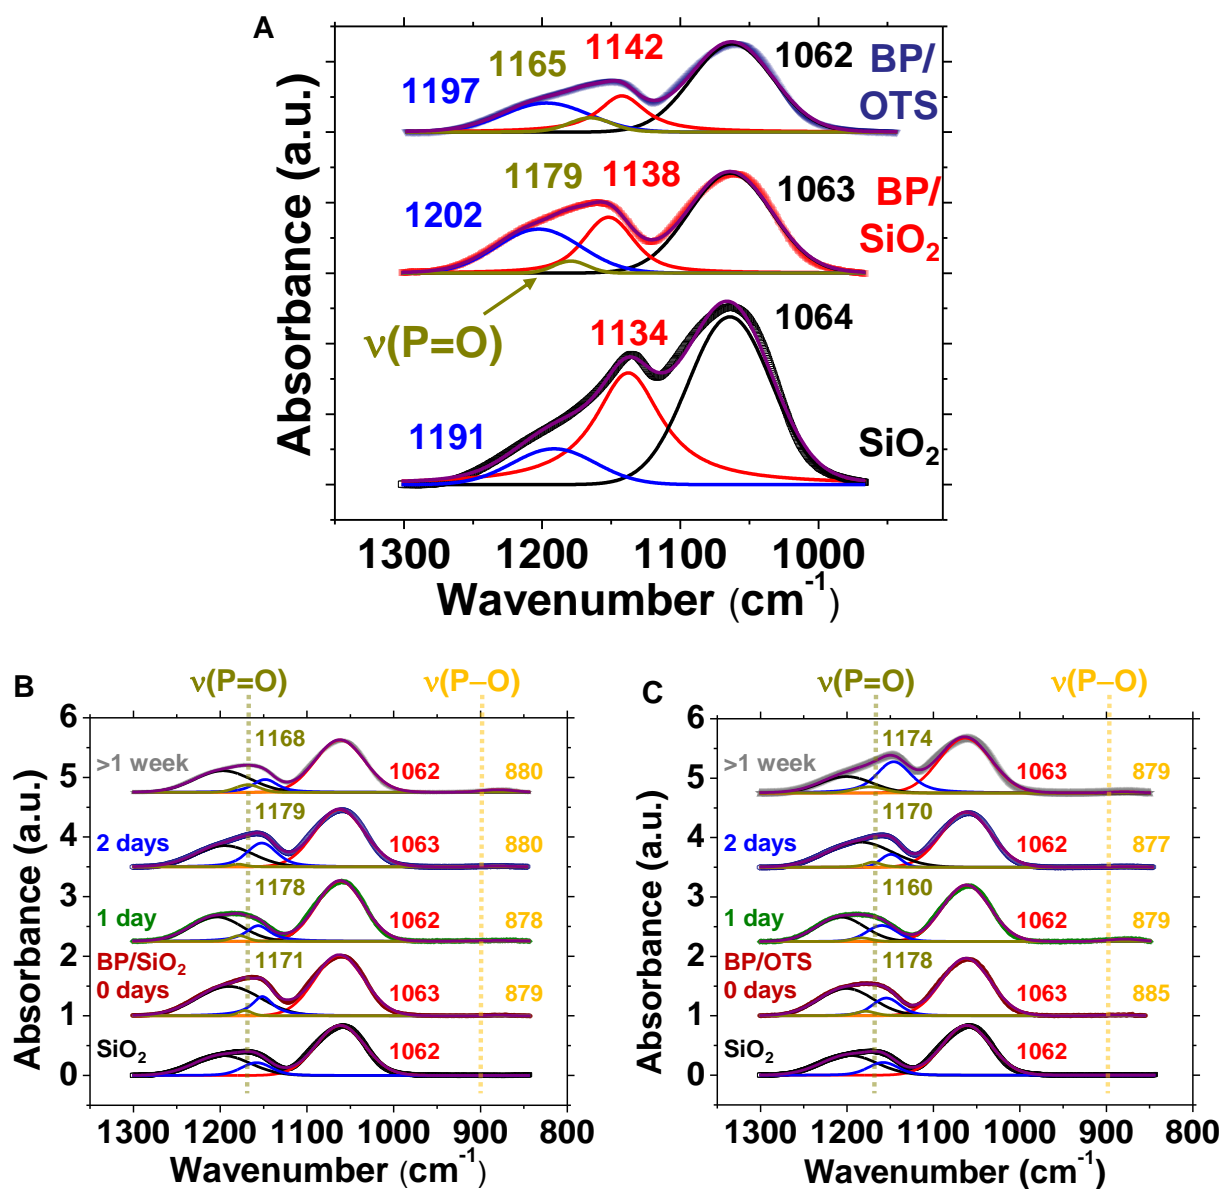 A
1142
1062
BP/
OTS
1165
1197
1179
1138
1063
BP/
SiO2
1202
ν(P=O)
1134
1064
1191
SiO2
Absorbance (a.u.)
1300 1200 1100 1000
Wavenumber (cm-1)
B
ν(P=O)
ν(P–O)
6
5
4
3
2
1
0
>1 week
1168
1062
880
2 days
1179
1063
880
1 day
1178
1062
878
BP/SiO2
0 days
1171
1063
879
SiO2
1062
Absorbance (a.u.)
1300 1200 1100 1000 900 800
Wavenumber (cm-1)
C
ν(P=O)
ν(P–O)
6
5
4
3
2
1
0
>1 week
1174
1063
879
2 days
1170
1062
877
1 day
1160
1062
879
BP/OTS
0 days
1178
1063
885
SiO2
1062
Absorbance (a.u.)
1300 1200 1100 1000 900 800
Wavenumber (cm-1)